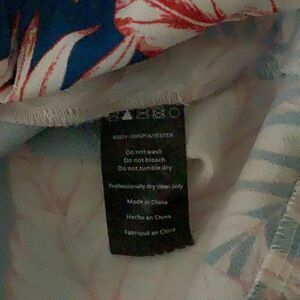 BODY:100%POLYESTER
Do not wash
Do not bleach
Do not tumble dry
Professionally dry clean only
Made in China
Hecho en China
Fabriqué en Chine